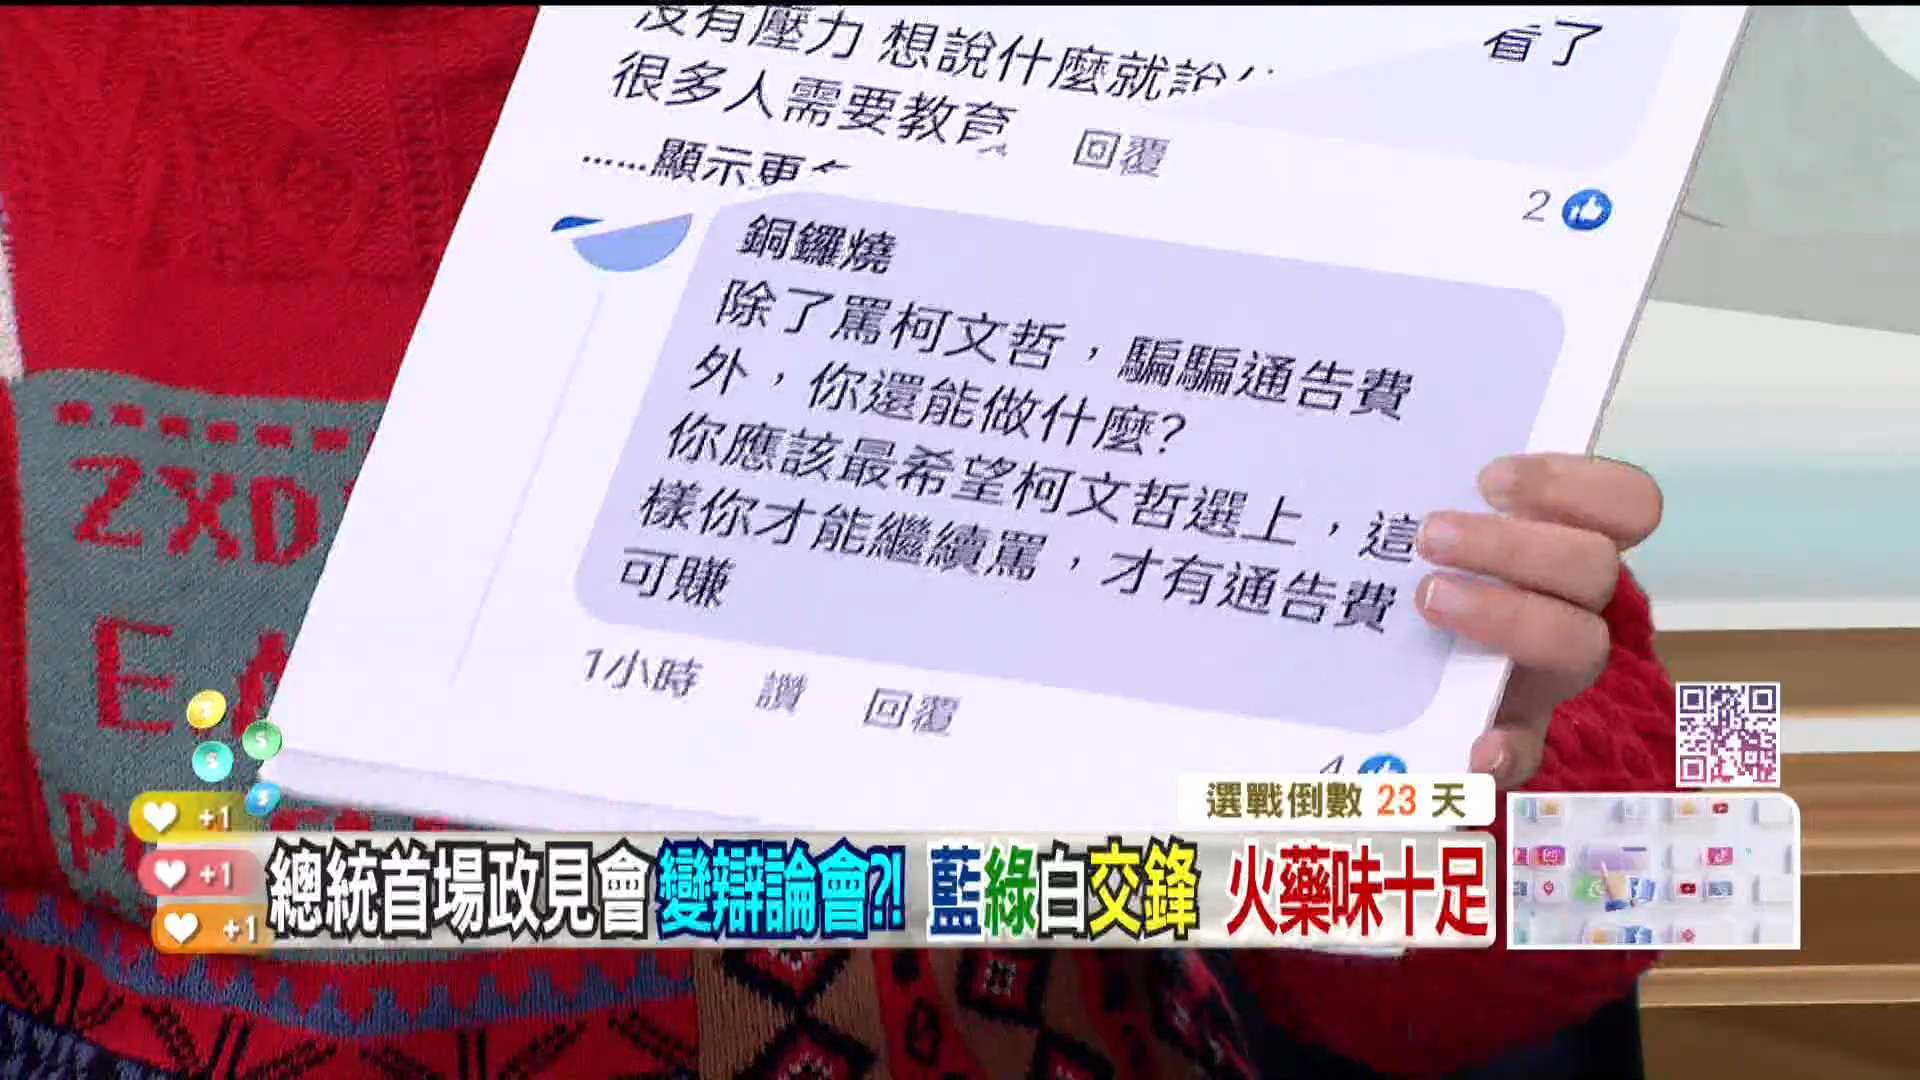 沒有壓力 想說什麼就說
看了
很多人需要教育
回覆
……顯示更
2
銅鑼燒
除了罵柯文哲，騙騙通告費
外，你還能做什麼?
你應該最希望柯文哲選上，這
樣你才能繼續罵，才有通告費
可賺
1小時 讚 回覆
4
ZXD
E
選戰倒數 23 天
+1
+1
+1
總統首場政見會變辯論會?! 藍綠白交鋒 火藥味十足